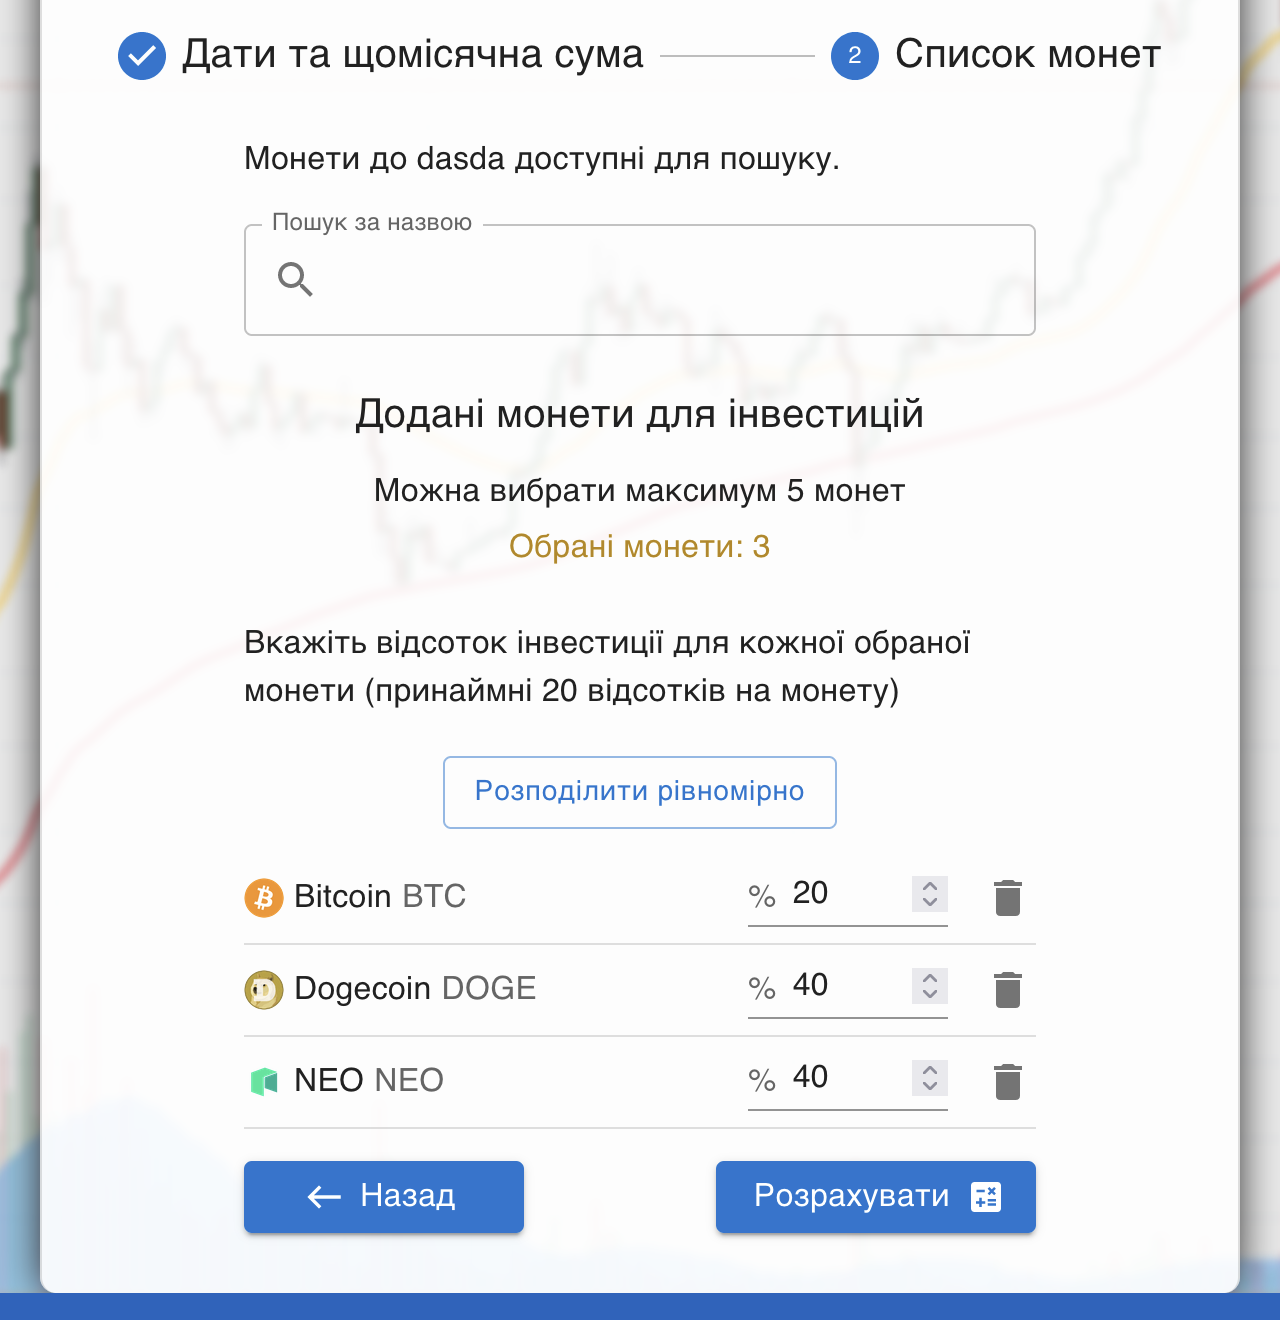 Дати та щомісячна сума
2 Список монет
Монети до dasda доступні для пошуку.
Пошук за назвою
Додані монети для інвестицій
Можна вибрати максимум 5 монет
Обрані монети: 3
Вкажіть відсоток інвестиції для кожної обраної
монети (принаймні 20 відсотків на монету)
Розподілити рівномірно
Bitcoin BTC % 20
Dogecoin DOGE % 40
NEO NEO % 40
Назад
Розрахувати